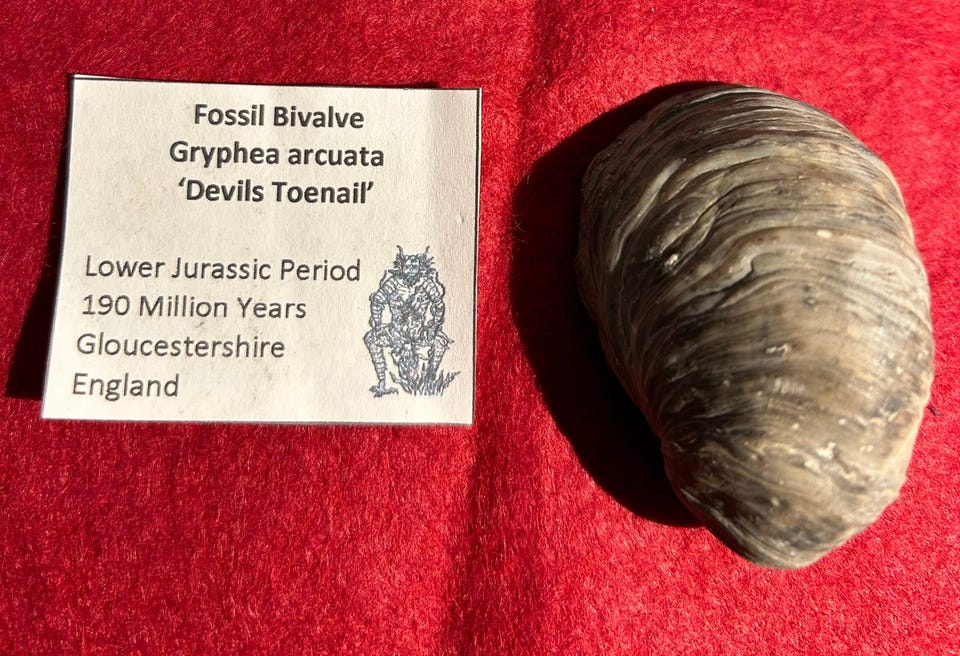 Fossil Bivalve
Gryphea arcuata
‘Devils Toenail’
Lower Jurassic Period
190 Million Years
Gloucestershire
England